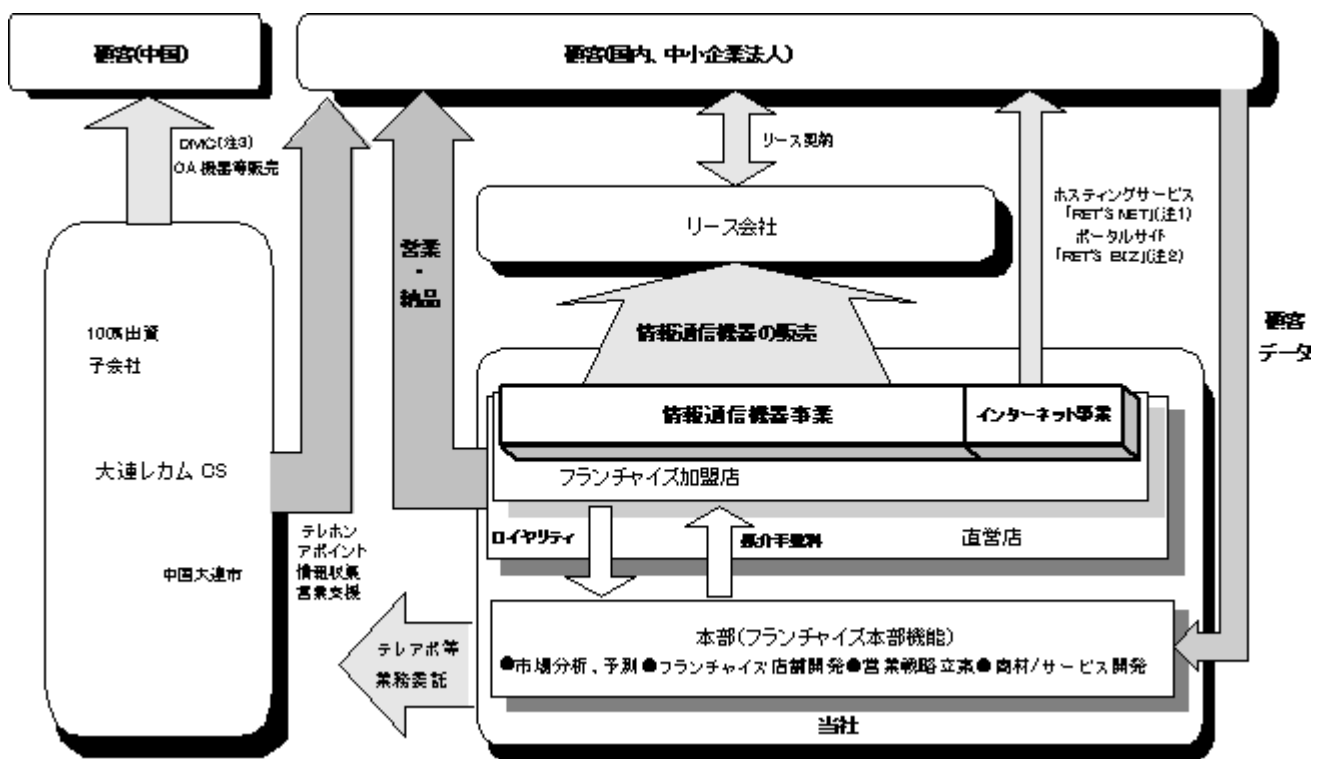 顧客(中国)
顧客(国内、中小企業法人)
DMC(注3)
OA機器等販売
リース契約
ホスティングサービス
「RET'S NET」(注1)
ポータルサイト
「RET'S BIZ」(注2)
リース会社
営業
・
納品
情報通信機器の販売
顧客
データ
100%出資
子会社
情報通信機器事業
インターネット事業
大連レカム CS
フランチャイズ加盟店
ロイヤリティ
紹介手数料
直営店
テレホン
アポイント
情報収集
営業支援
中国大連市
テレアポ等
業務委託
本部(フランチャイズ本部機能)
●市場分析、予測●フランチャイズ店舗開発●営業戦略立案●商材/サービス開発
当社